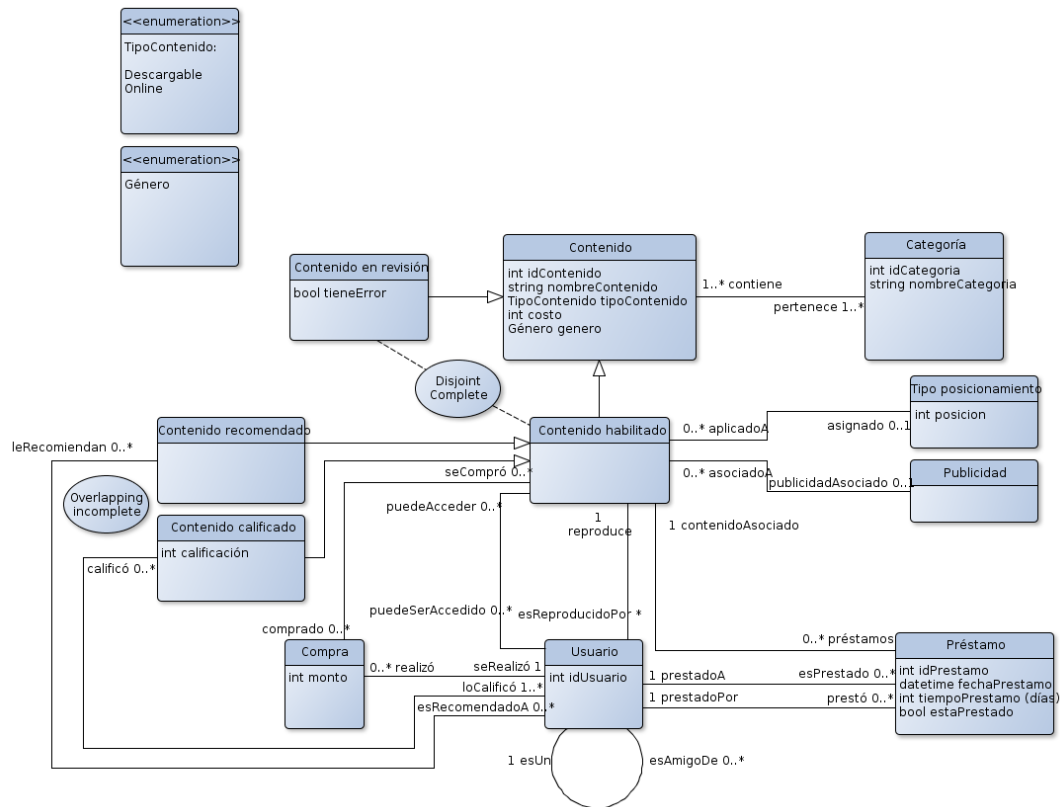 <<enumeration>>
TipoContenido:
Descargable
Online
<<enumeration>>
Género
Contenido
int idContenido
string nombreContenido
TipoContenido tipoContenido
int costo
Género genero
Categoría
int idCategoria
string nombreCategoria
Contenido en revisión
bool tieneError
1..* contiene
pertenece 1..*
Disjoint
Complete
Tipo posicionamiento
int posicion
Contenido recomendado
Contenido habilitado
0..* aplicadoA
asignado 0..1
leRecomiendan 0..*
seCompró 0..*
0..* asociadoA
Publicidad
publicidadAsociado 0..1
Overlapping
incomplete
puedeAcceder 0..*
Contenido calificado
int calificación
1
reproduce
1 contenidoAsociado
calificó 0..*
puedeSerAccedido 0..*
esReproducidoPor *
comprado 0..*
0..* préstamos
Compra
int monto
0..* realizó
seRealizó 1
Usuario
int idUsuario
Préstamo
int idPrestamo
datetime fechaPrestamo
int tiempoPrestamo (días)
bool estaPrestado
1 prestadoA
esPrestado 0..*
loCalificó 1..*
1 prestadoPor
prestó 0..*
esRecomendadoA 0..*
1 esUn
esAmigoDe 0..*